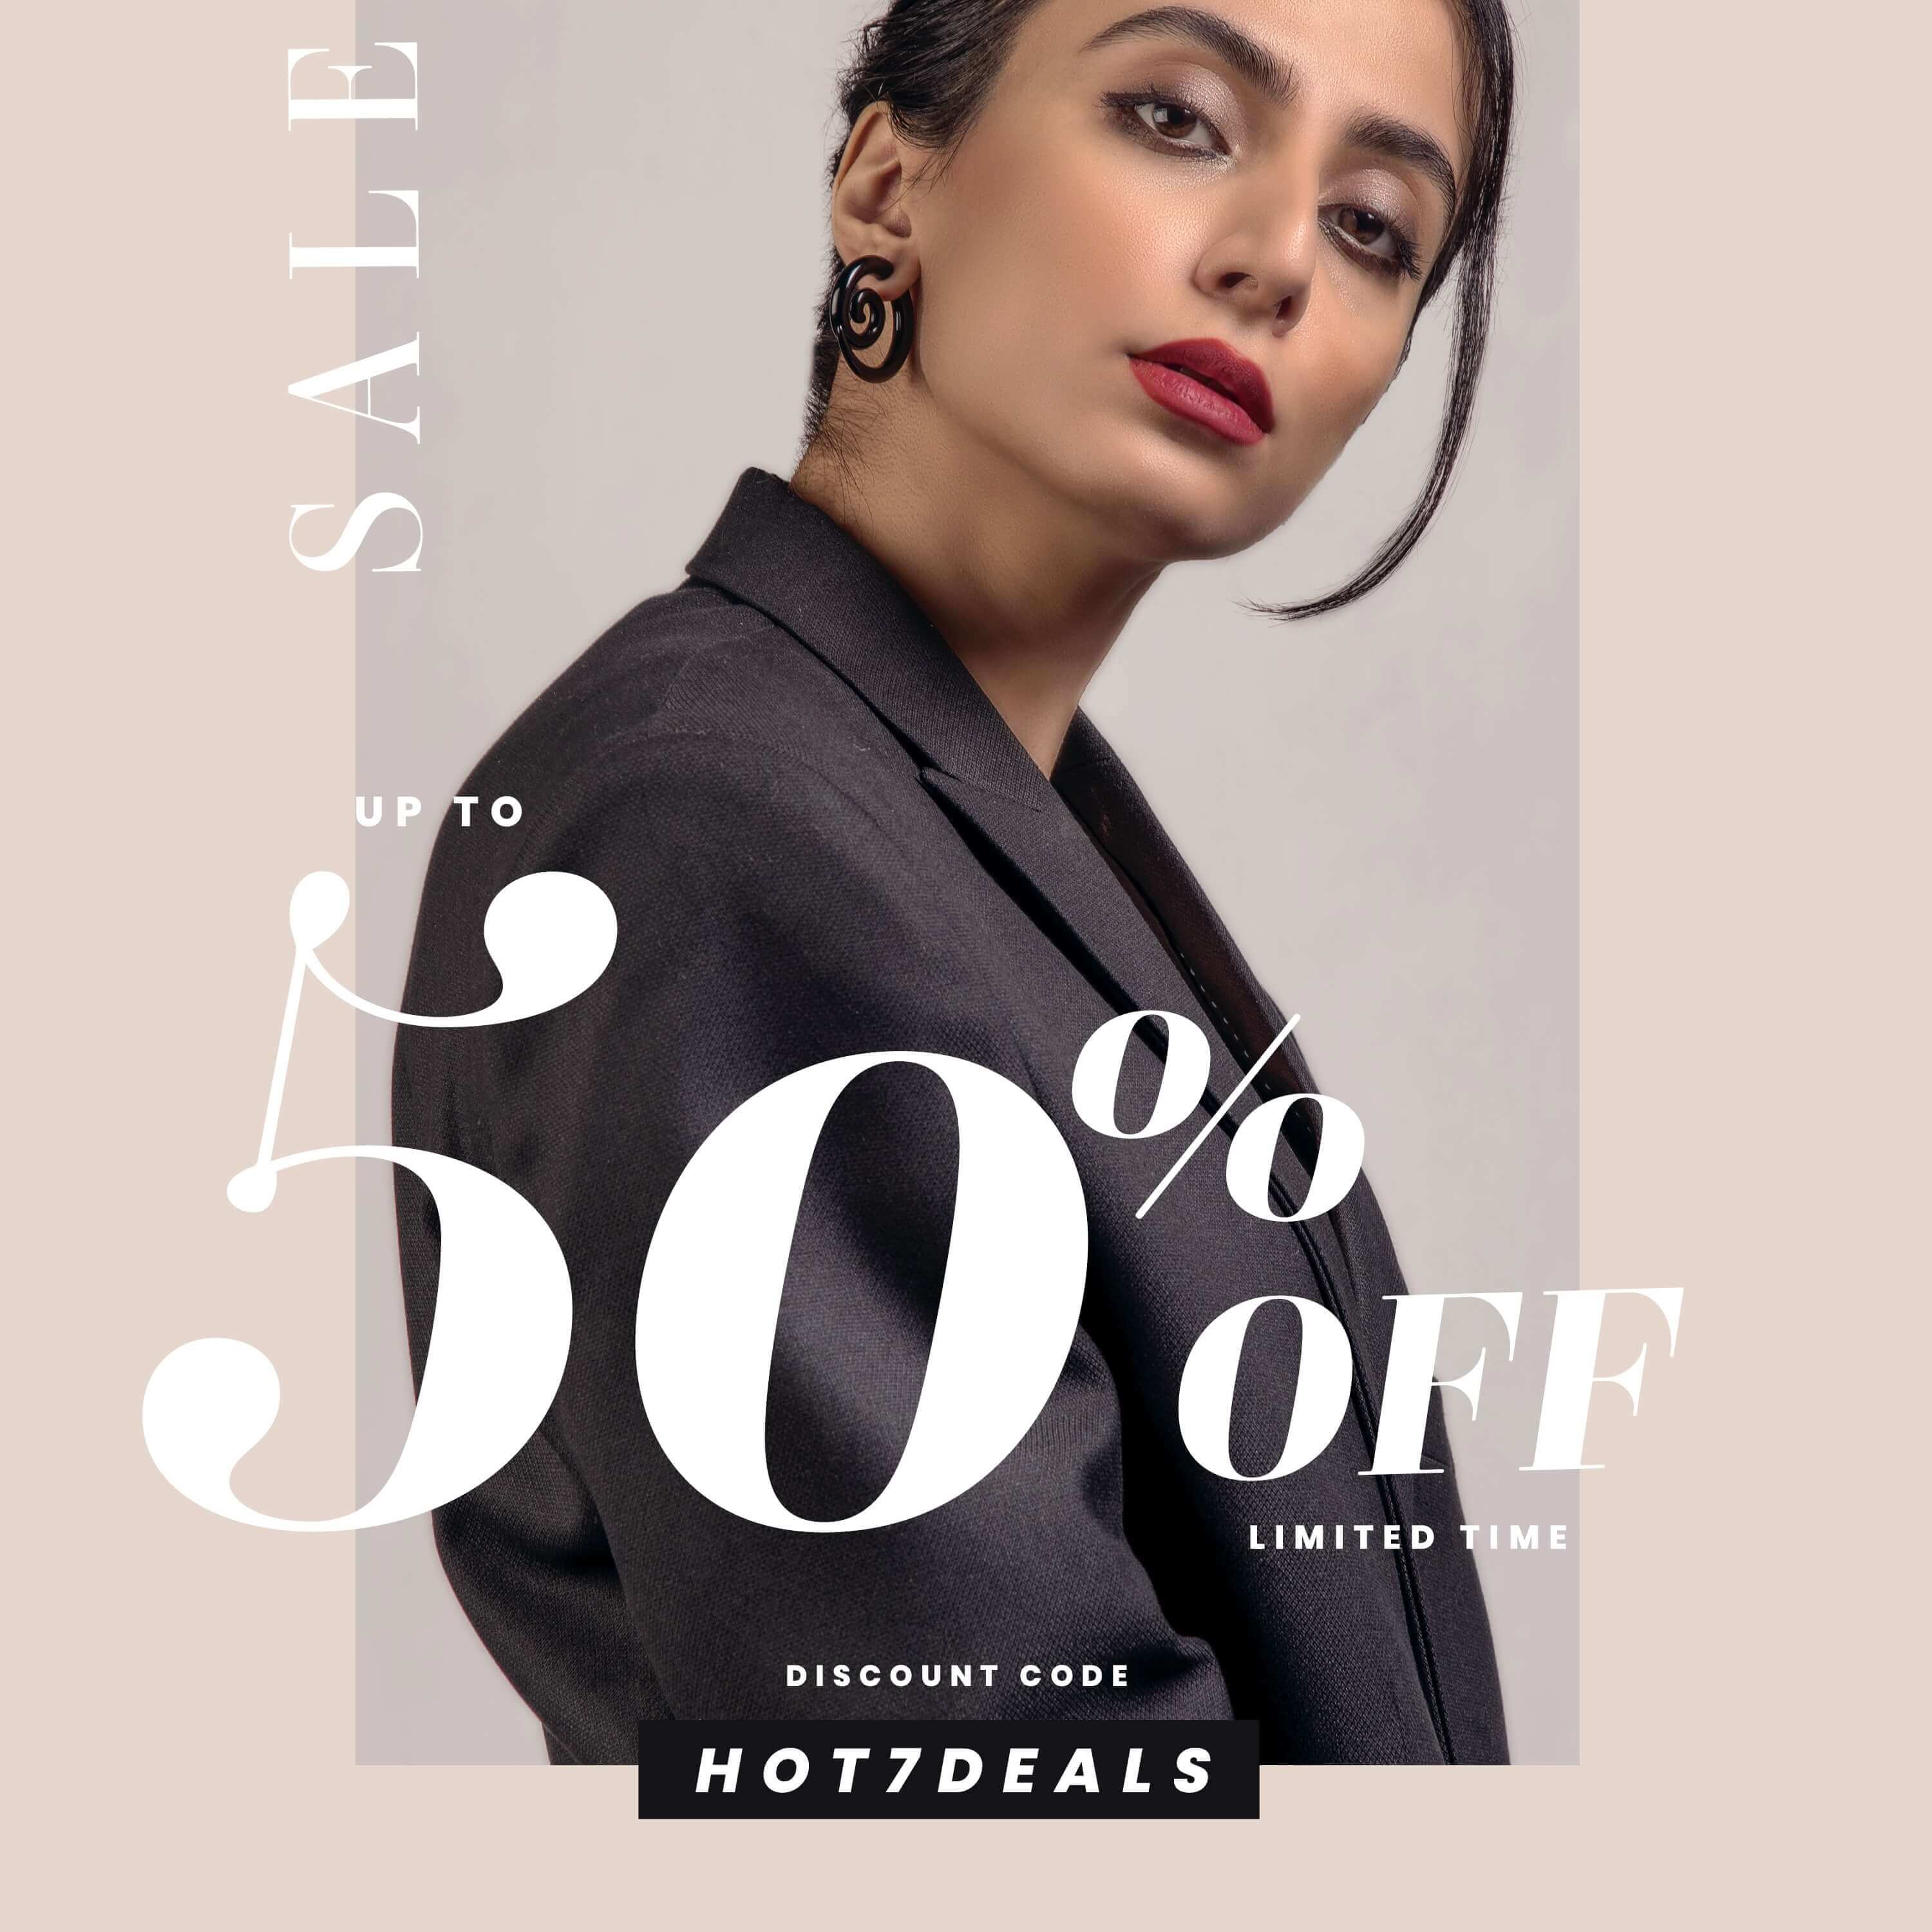 SALE
UP TO
50%
OFF
LIMITED TIME
DISCOUNT CODE
HOT7DEALS